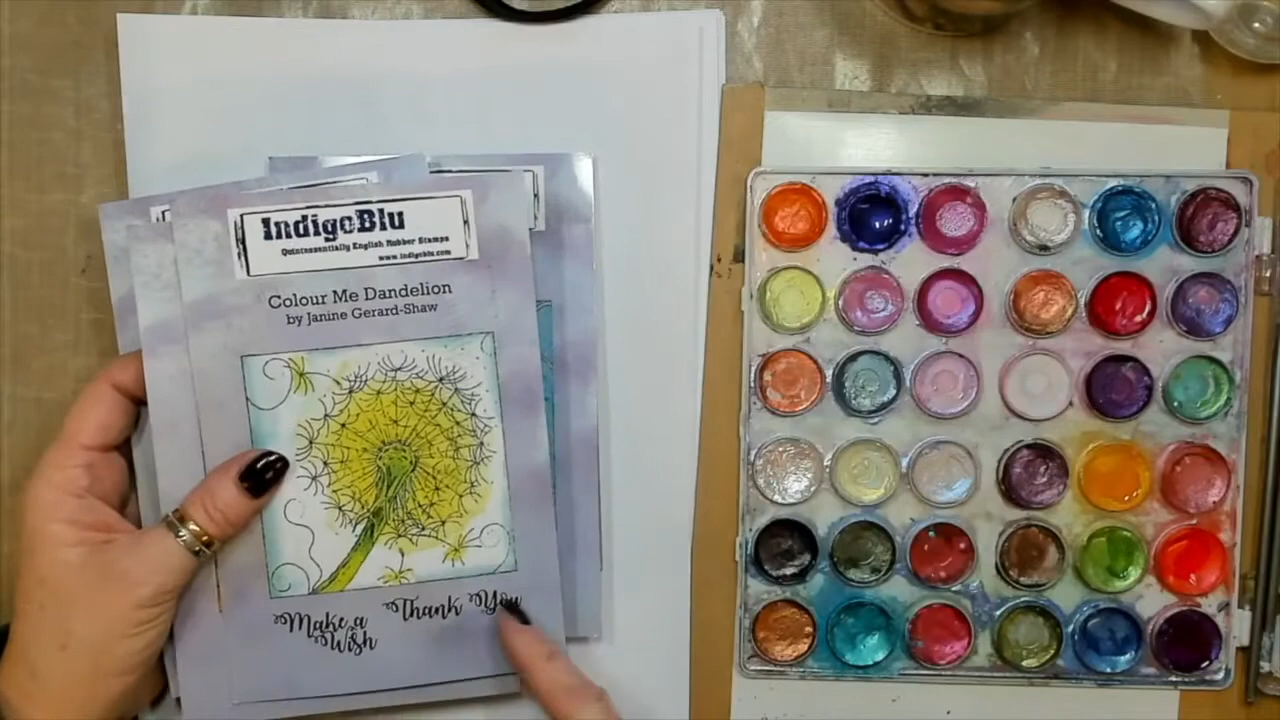 IndigoBlu
Quintessentially English Rubber Stamps
www.indigoblu.com
Colour Me Dandelion
by Janine Gerard-Shaw
Make a
Wish
Thank You